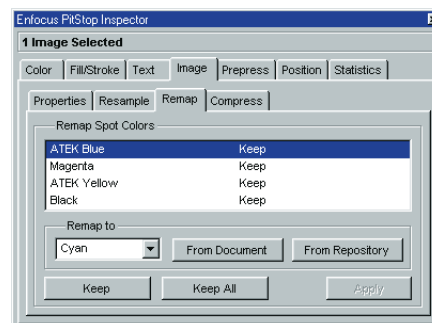 Enfocus PitStop Inspector
1 Image Selected
Color Fill/Stroke Text Image Prepress Position Statistics
Properties Resample Remap Compress
Remap Spot Colors
ATEK Blue Keep
Magenta Keep
ATEK Yellow Keep
Black Keep
Remap to
Cyan From Document From Repository
Keep Keep All Apply